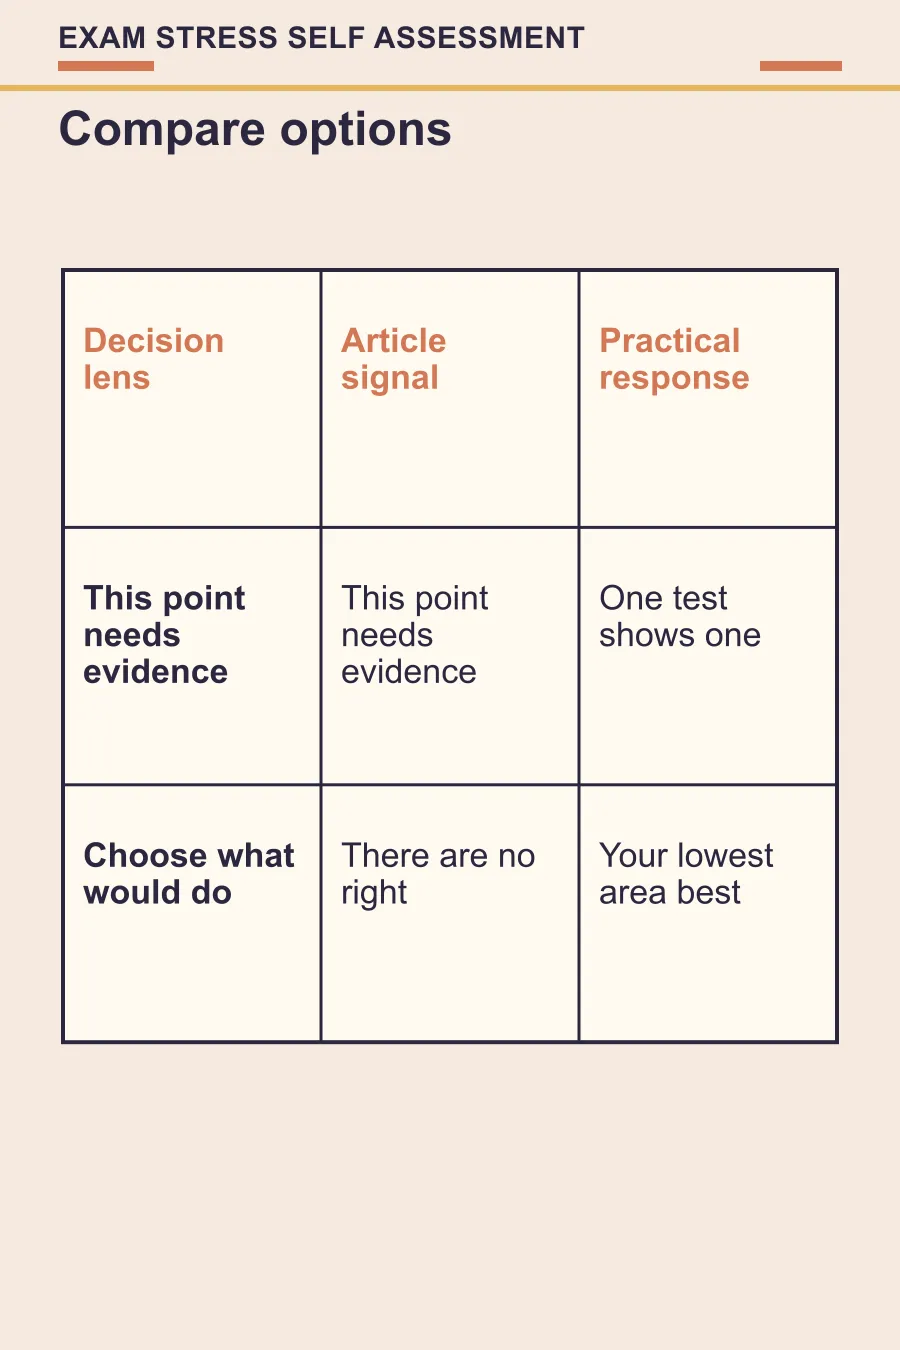 EXAM STRESS SELF ASSESSMENT
Compare options
Decision
lens
Article
signal
Practical
response
This point
needs
evidence
This point
needs
evidence
One test
shows one
Choose what
would do
There are no
right
Your lowest
area best